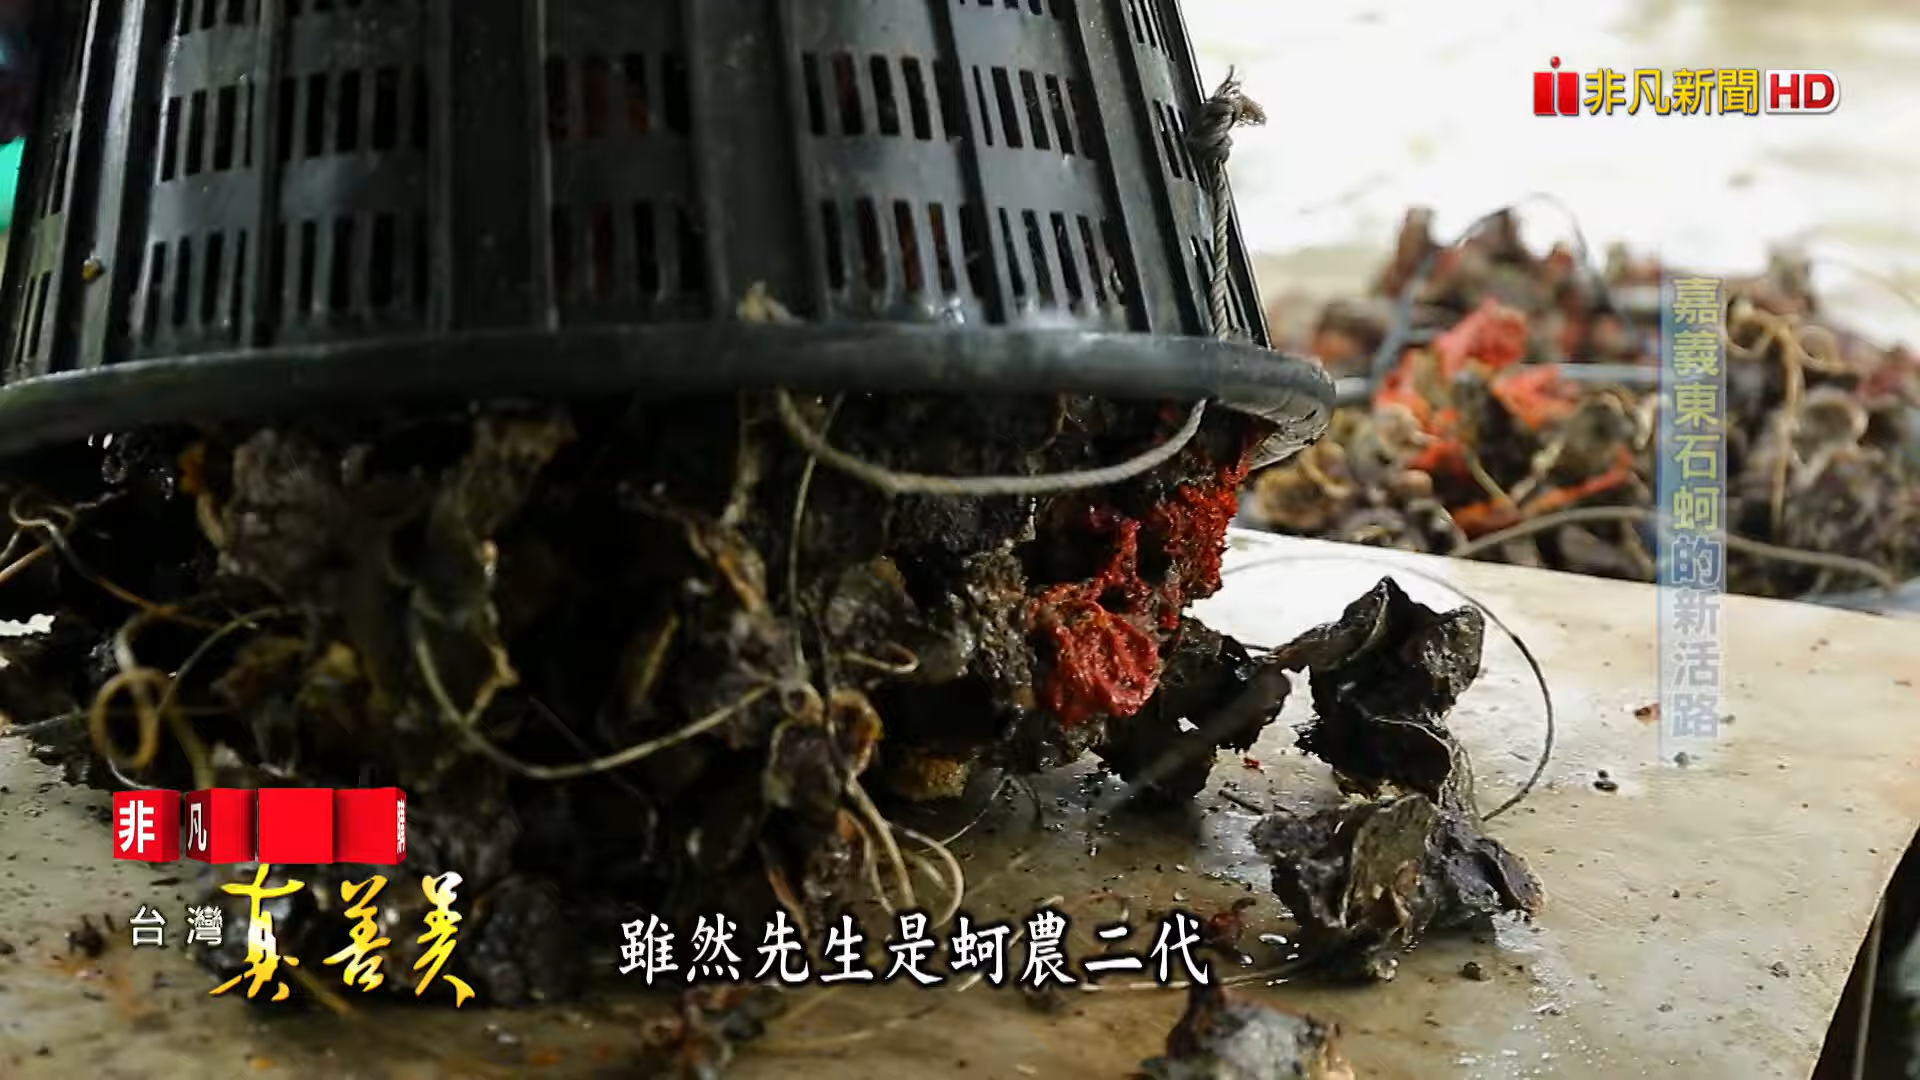 非凡新聞HD
嘉義東石蚵的新活路
非凡
台灣真善美
雖然先生是蚵農二代